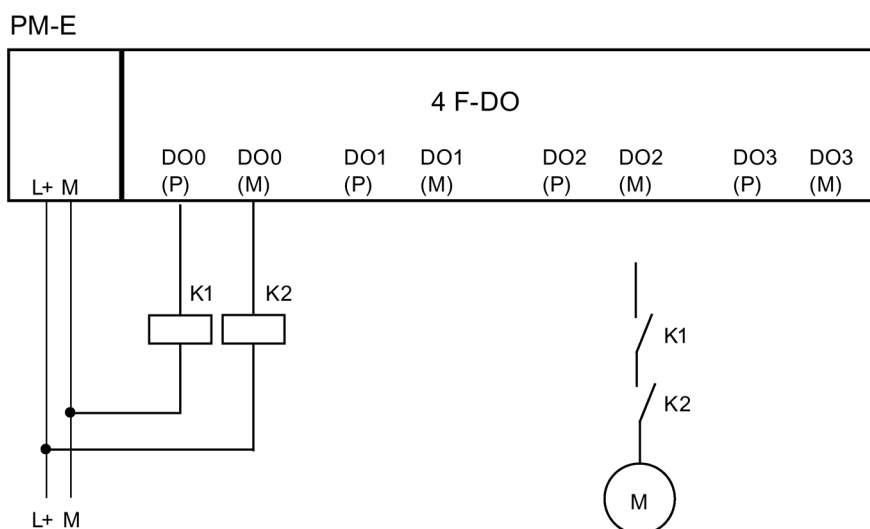 PM-E
4 F-DO
DO0 DO0 DO1 DO1 DO2 DO2 DO3 DO3
L+ M (P) (M) (P) (M) (P) (M) (P) (M)
K1 K2
K1
K2
M
L+ M